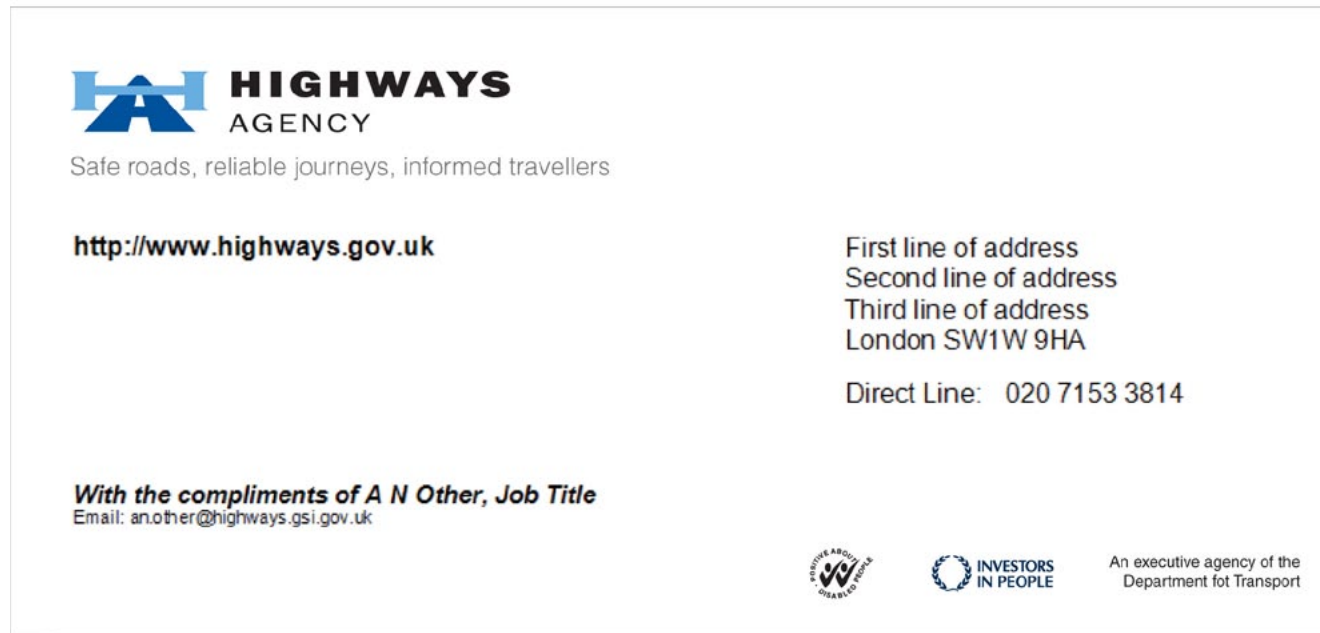 HIGHWAYS
AGENCY
Safe roads, reliable journeys, informed travellers
http://www.highways.gov.uk
First line of address
Second line of address
Third line of address
London SW1W 9HA
Direct Line: 020 7153 3814
With the compliments of A N Other, Job Title
Email: an.other@highways.gsi.gov.uk
POSITIVE ABOUT
DISABLED PEOPLE
INVESTORS
IN PEOPLE
An executive agency of the
Department fot Transport